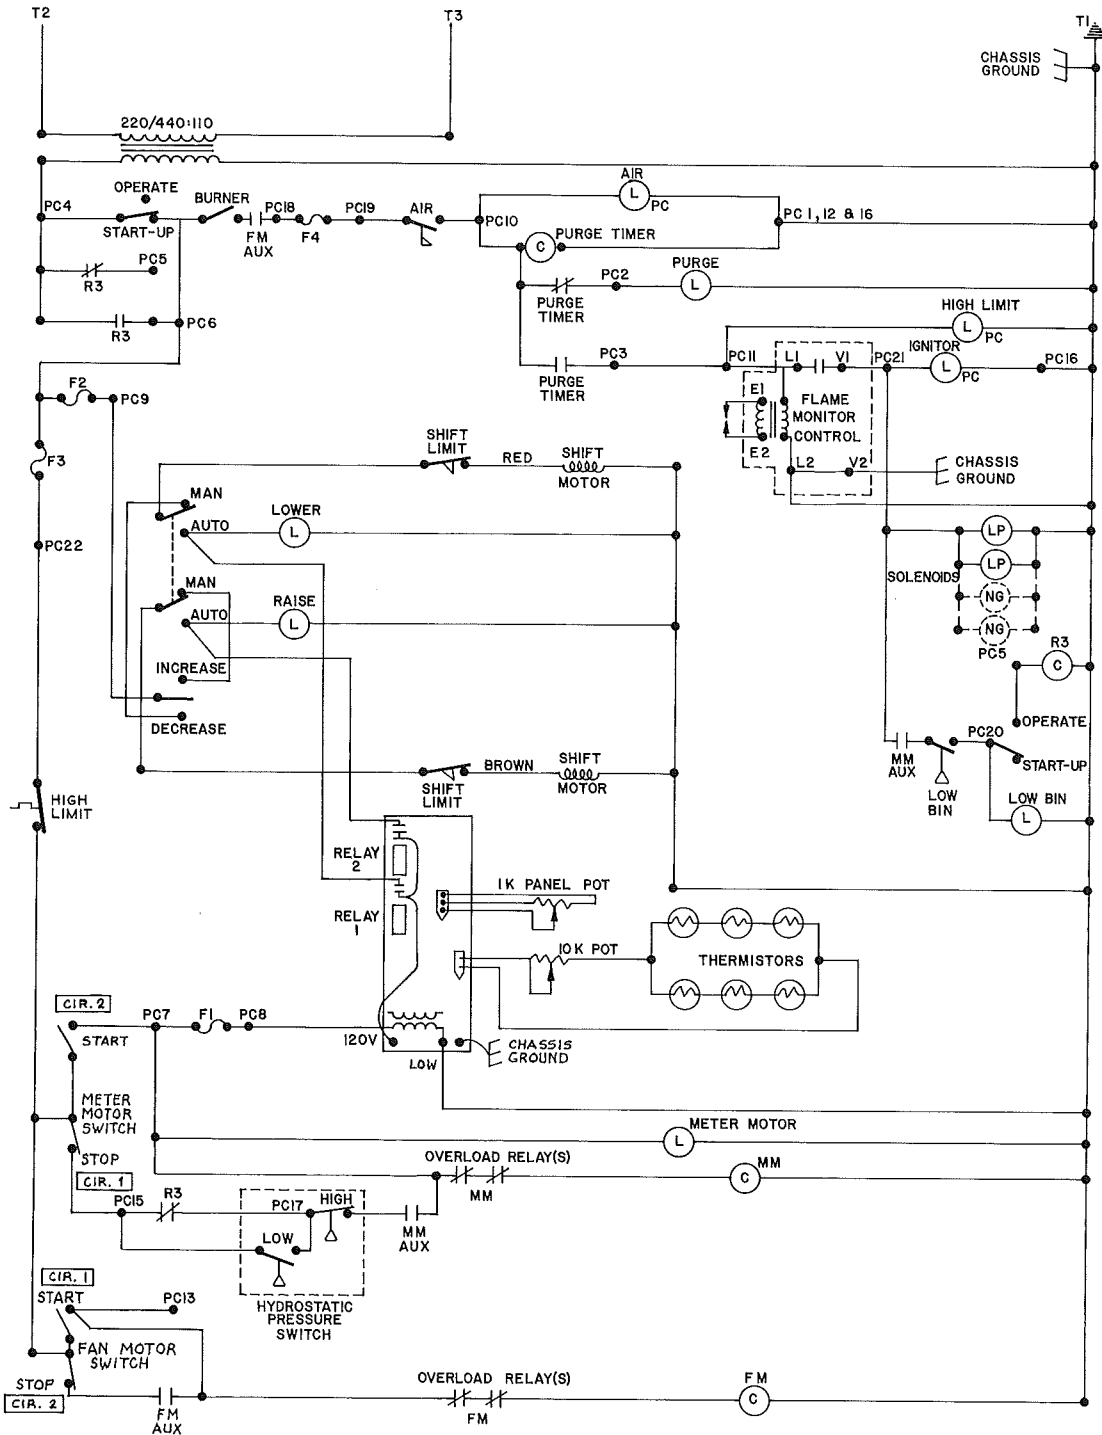 T2
T3
T1
CHASSIS
GROUND
220/440:110
OPERATE
PC4
START-UP
BURNER
FM
AUX
PC18
F4
PC19
AIR
PC10
AIR
L
PC
C
PURGE TIMER
PC 1, 12 & 16
PC5
R3
R3
PC6
PURGE
TIMER
PC2
PURGE
L
HIGH LIMIT
L
PC
PURGE
TIMER
PC3
PC11
L1
V1
PC21
IGNITOR
L
PC
PC16
F2
PC9
F3
E1
E2
FLAME
MONITOR
CONTROL
L2
V2
CHASSIS
GROUND
SHIFT
LIMIT
RED
SHIFT
MOTOR
MAN
AUTO
LOWER
L
PC22
MAN
AUTO
RAISE
L
INCREASE
DECREASE
LP
LP
SOLENOIDS
NG
NG
PC5
R3
C
OPERATE
PC20
START-UP
MM
AUX
LOW
BIN
LOW BIN
L
BROWN
SHIFT
LIMIT
SHIFT
MOTOR
HIGH
LIMIT
RELAY
2
RELAY
1
1K PANEL POT
10K POT
THERMISTORS
CIR. 2
START
PC7
F1
PC8
120V
LOW
CHASSIS
GROUND
METER
MOTOR
SWITCH
STOP
CIR. 1
METER MOTOR
L
OVERLOAD RELAY(S)
MM
MM
C
PC15
R3
PC17
HIGH
LOW
MM
AUX
HYDROSTATIC
PRESSURE
SWITCH
CIR. 1
START
PC13
FAN MOTOR
SWITCH
STOP
CIR. 2
FM
AUX
OVERLOAD RELAY(S)
FM
FM
C